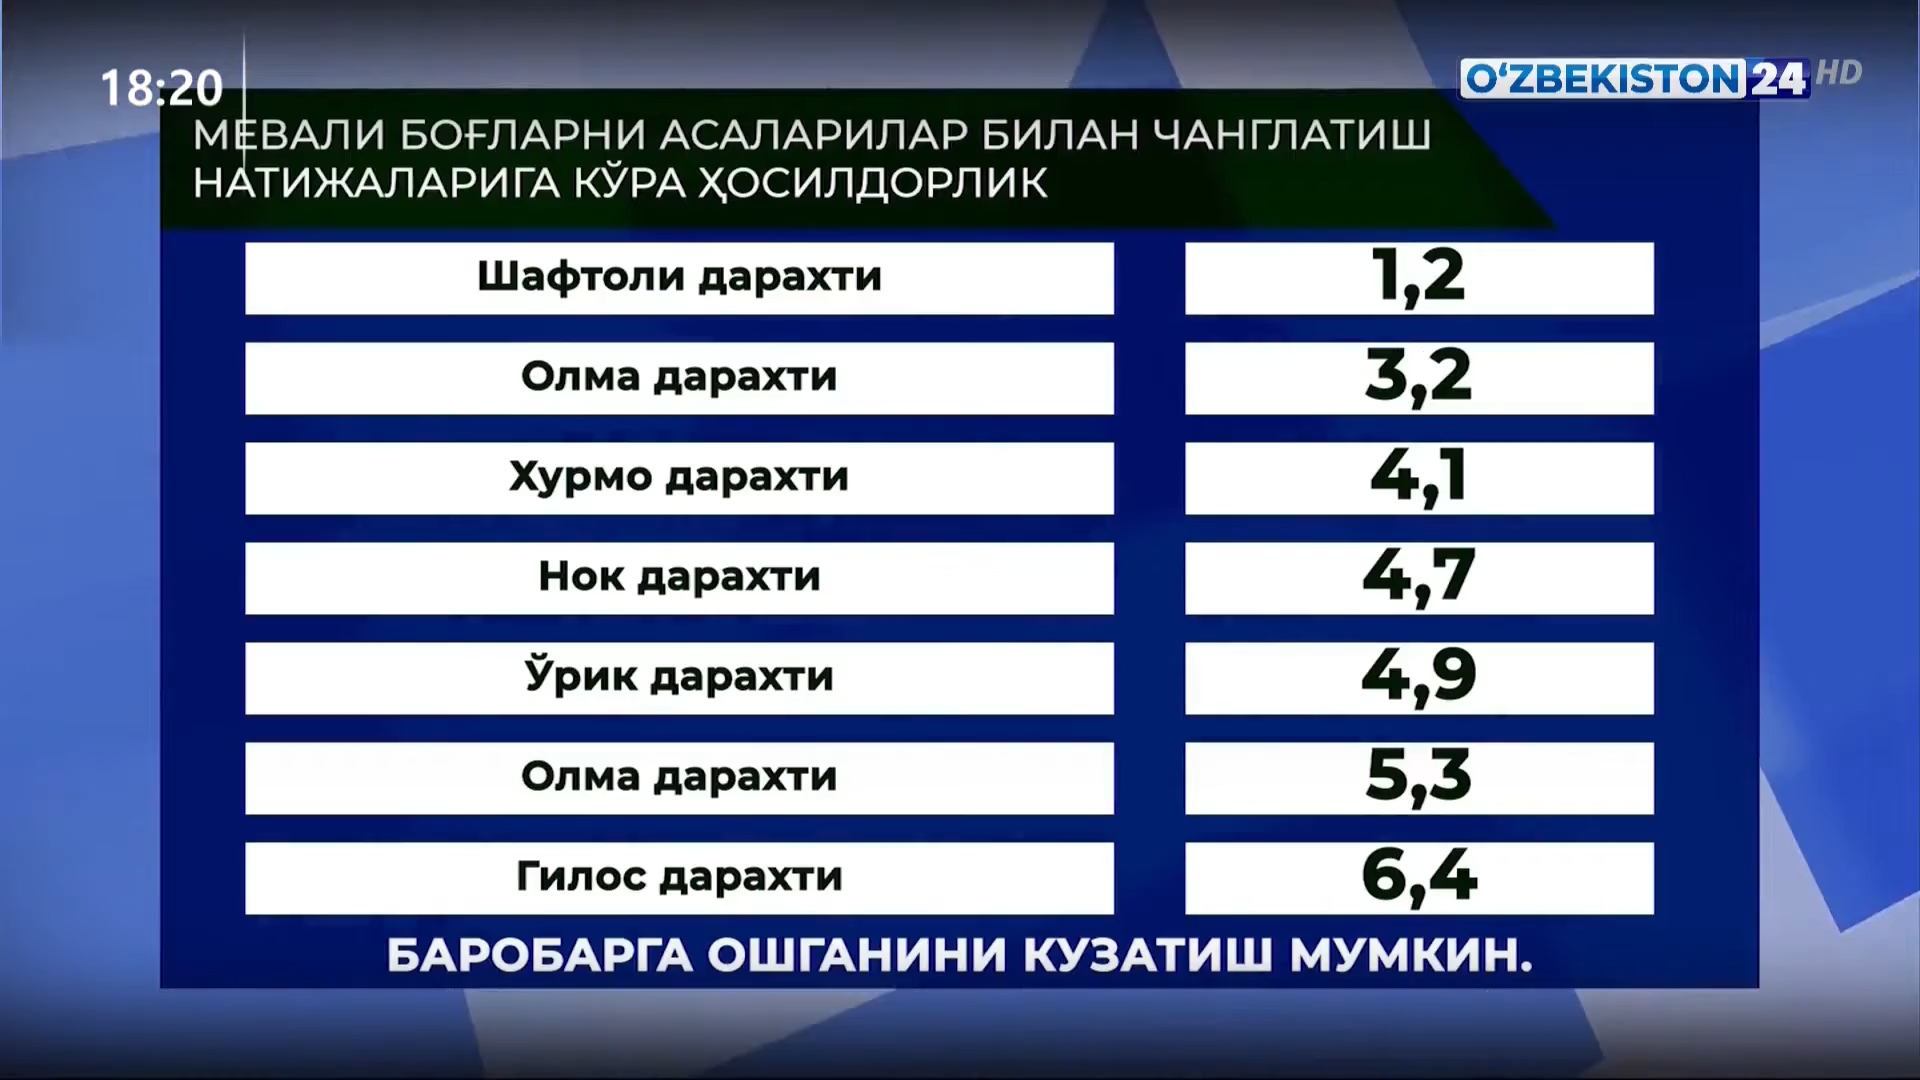 18:20
O‘ZBEKISTON 24 HD
МЕВАЛИ БОҒЛАРНИ АСАЛАРИЛАР БИЛАН ЧАНГЛАТИШ
НАТИЖАЛАРИГА КЎРА ҲОСИЛДОРЛИК
Шафтоли дарахти 1,2
Олма дарахти 3,2
Хурмо дарахти 4,1
Нок дарахти 4,7
Ўрик дарахти 4,9
Олма дарахти 5,3
Гилос дарахти 6,4
БАРОБАРГА ОШГАНИНИ КУЗАТИШ МУМКИН.